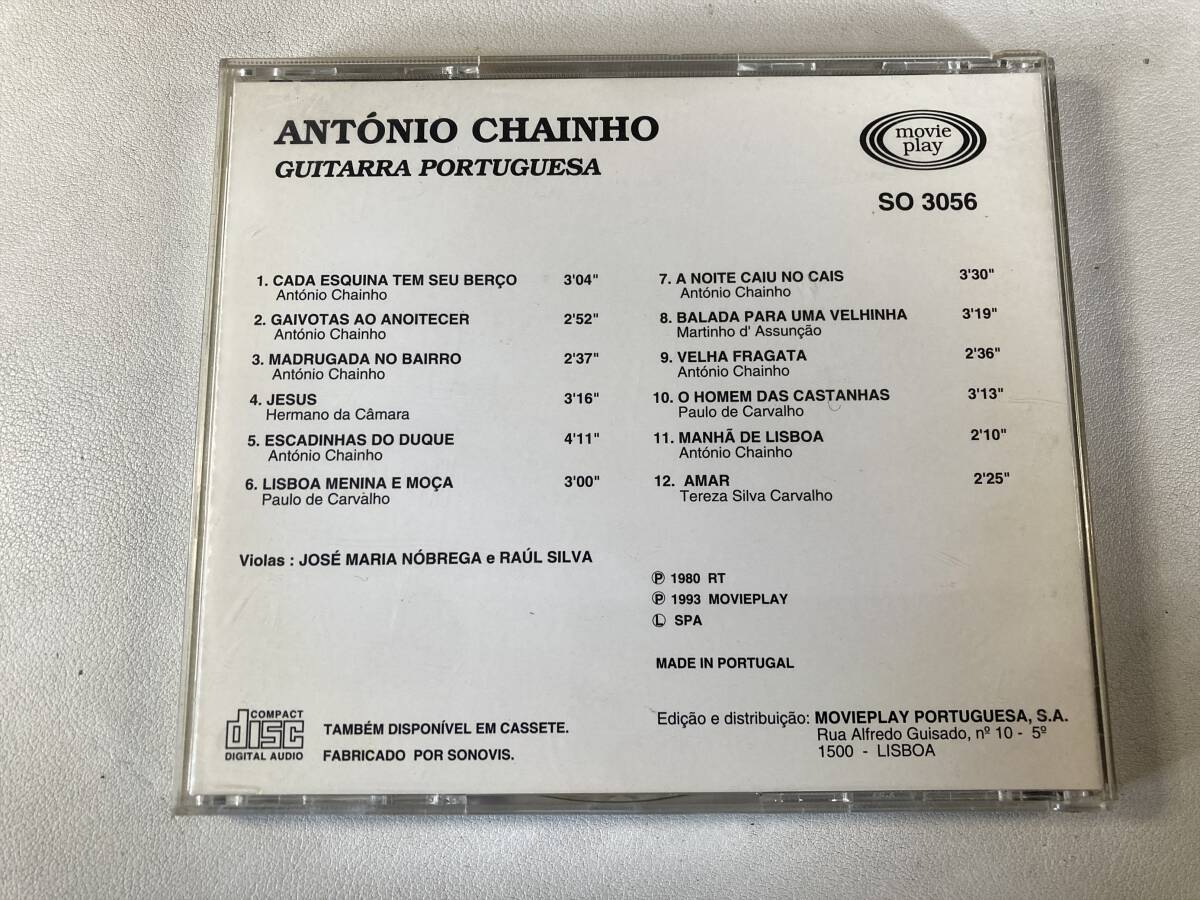 ANTÓNIO CHAINHO
GUITARRA PORTUGUESA
movie
play
SO 3056
1. CADA ESQUINA TEM SEU BERÇO 3'04"
António Chainho
2. GAIVOTAS AO ANOITECER 2'52"
António Chainho
3. MADRUGADA NO BAIRRO 2'37"
António Chainho
4. JESUS 3'16"
Hermano da Câmara
5. ESCADINHAS DO DUQUE 4'11"
António Chainho
6. LISBOA MENINA E MOÇA 3'00"
Paulo de Carvalho
7. A NOITE CAIU NO CAIS 3'30"
António Chainho
8. BALADA PARA UMA VELHINHA 3'19"
Martinho d' Assunção
9. VELHA FRAGATA 2'36"
António Chainho
10. O HOMEM DAS CASTANHAS 3'13"
Paulo de Carvalho
11. MANHÃ DE LISBOA 2'10"
António Chainho
12. AMAR 2'25"
Tereza Silva Carvalho
Violas : JOSÉ MARIA NÓBREGA e RAÚL SILVA
Ⓟ 1980 RT
Ⓟ 1993 MOVIEPLAY
Ⓛ SPA
MADE IN PORTUGAL
COMPACT
disc
DIGITAL AUDIO
TAMBÉM DISPONÍVEL EM CASSETE.
FABRICADO POR SONOVIS.
Edição e distribuição: MOVIEPLAY PORTUGUESA, S.A.
Rua Alfredo Guisado, nº 10 - 5º
1500 - LISBOA